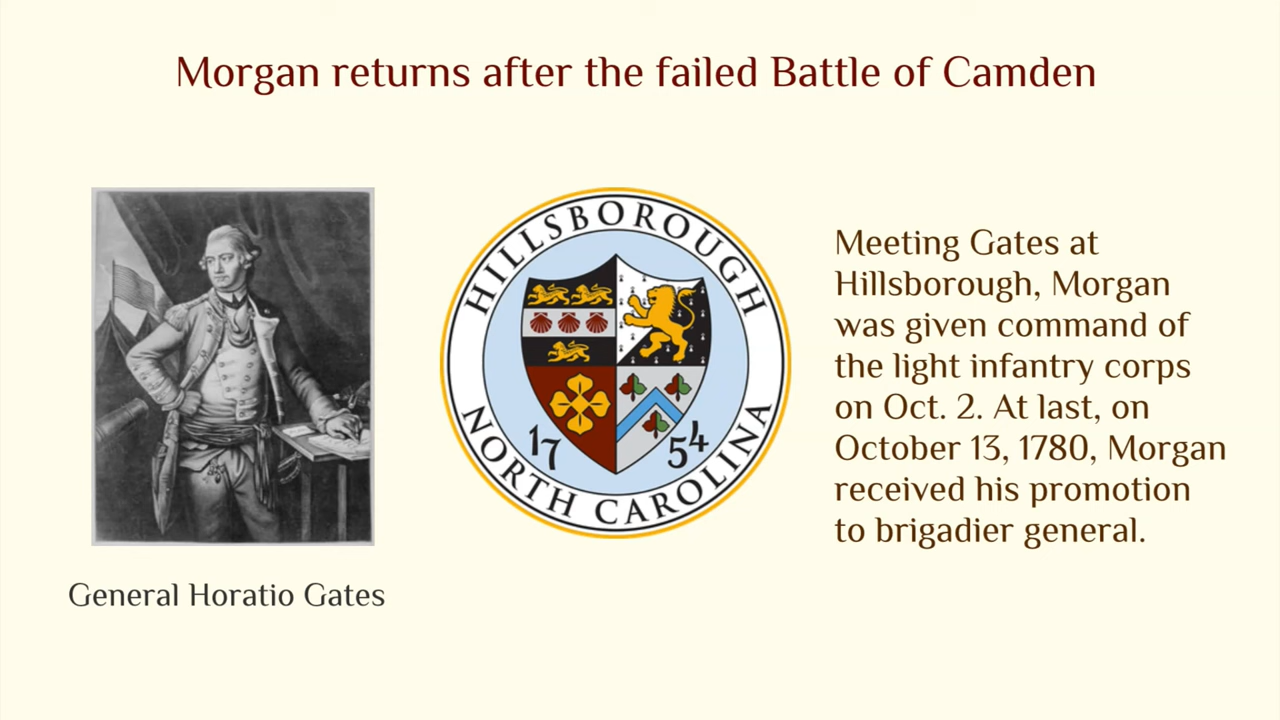 Morgan returns after the failed Battle of Camden
HILLSBOROUGH
17 54
NORTH CAROLINA
General Horatio Gates
Meeting Gates at
Hillsborough, Morgan
was given command of
the light infantry corps
on Oct. 2. At last, on
October 13, 1780, Morgan
received his promotion
to brigadier general.